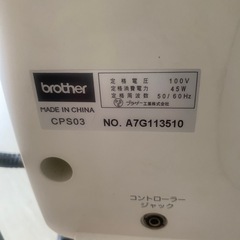 brother
MADE IN CHINA
定格電圧 100V
定格消費電力 45W
定格周波数 50/60Hz
ブラザー工業株式会社
CPS03 NO. A7G113510
コントローラー
ジャック